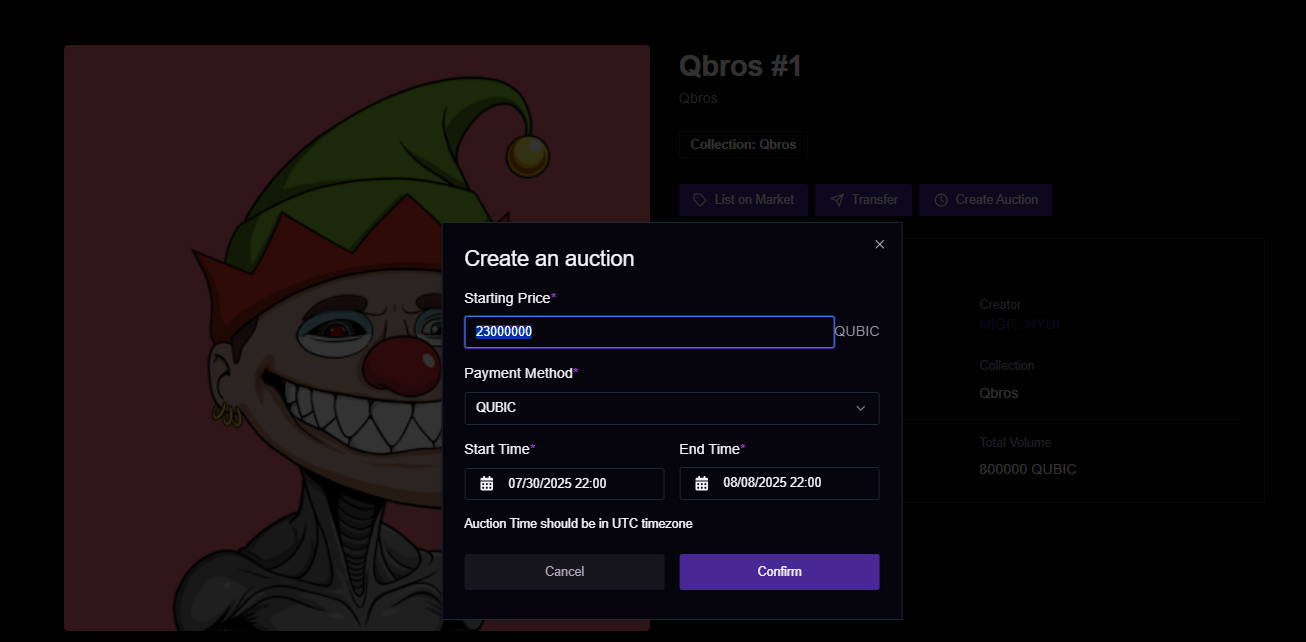 Qbros #1
Qbros
Collection: Qbros
List on Market
Transfer
Create Auction
Create an auction
Starting Price*
23000000
QUBIC
Payment Method*
QUBIC
Start Time*
End Time*
07/30/2025 22:00
08/08/2025 22:00
Auction Time should be in UTC timezone
Cancel
Confirm
Creator
MIGF...HYUI
Collection
Qbros
Total Volume
800000 QUBIC